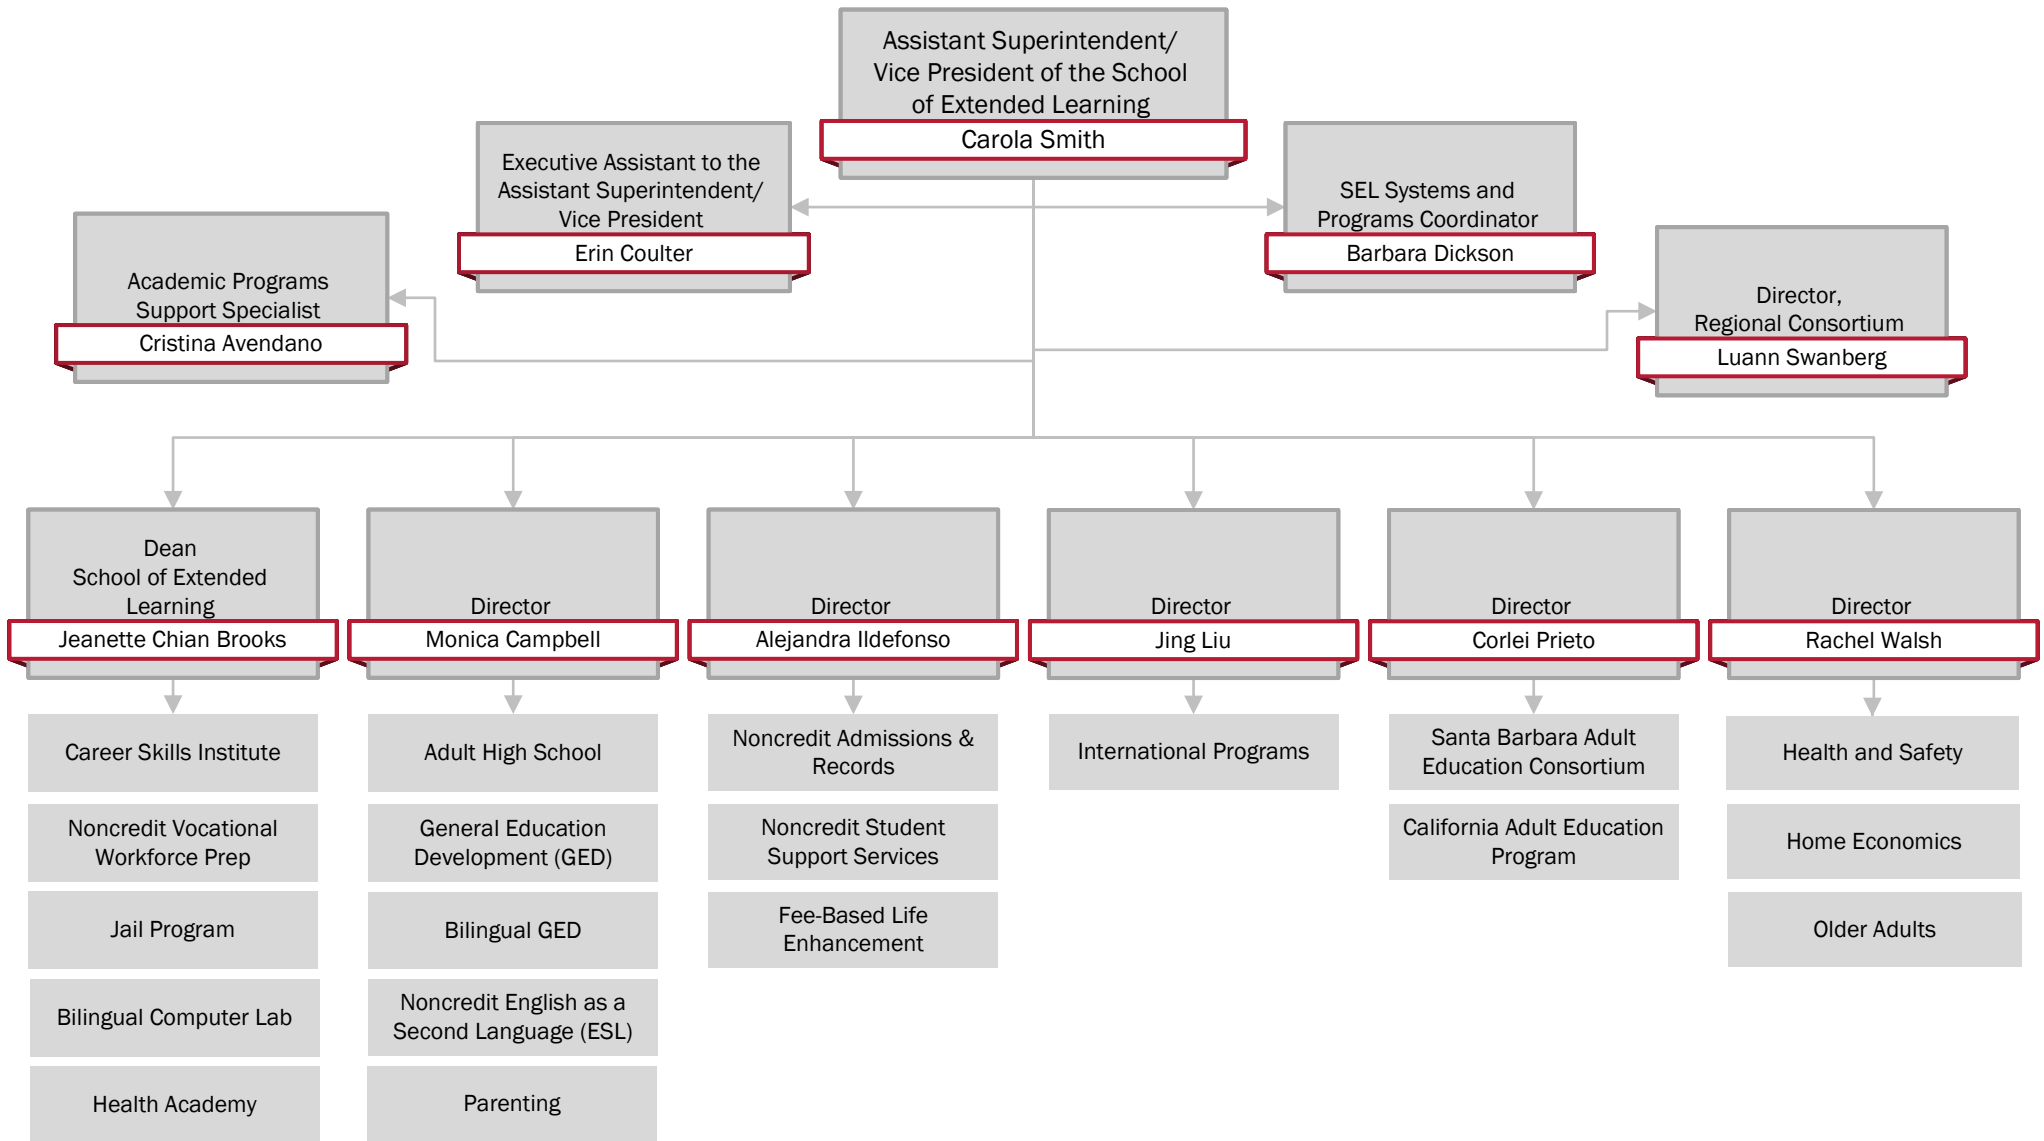 Assistant Superintendent/
Vice President of the School
of Extended Learning
Carola Smith
Executive Assistant to the
Assistant Superintendent/
Vice President
Erin Coulter
SEL Systems and
Programs Coordinator
Barbara Dickson
Academic Programs
Support Specialist
Cristina Avendano
Director,
Regional Consortium
Luann Swanberg
Dean
School of Extended
Learning
Jeanette Chian Brooks
Director
Monica Campbell
Director
Alejandra Ildefonso
Director
Jing Liu
Director
Corlei Prieto
Director
Rachel Walsh
Career Skills Institute
Noncredit Vocational
Workforce Prep
Jail Program
Bilingual Computer Lab
Health Academy
Adult High School
General Education
Development (GED)
Bilingual GED
Noncredit English as a
Second Language (ESL)
Parenting
Noncredit Admissions &
Records
Noncredit Student
Support Services
Fee-Based Life
Enhancement
International Programs
Santa Barbara Adult
Education Consortium
California Adult Education
Program
Health and Safety
Home Economics
Older Adults